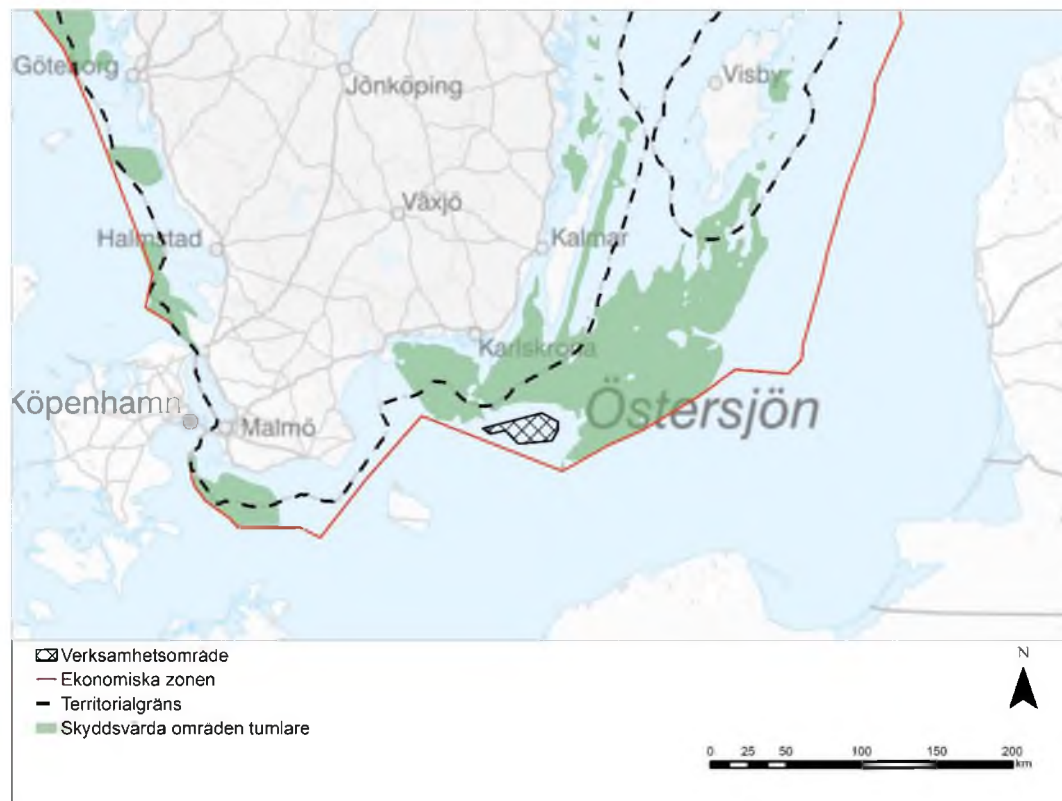 Göteborg
Jönköping
Visby
Växjö
Halmstad
Kalmar
Karlskrona
Köpenhamn
Malmö
Östersjön
Verksamhetsområde
Ekonomiska zonen
Territorialgräns
Skyddsvärda områden tumlare
N
0 25 50 100 150 200
km